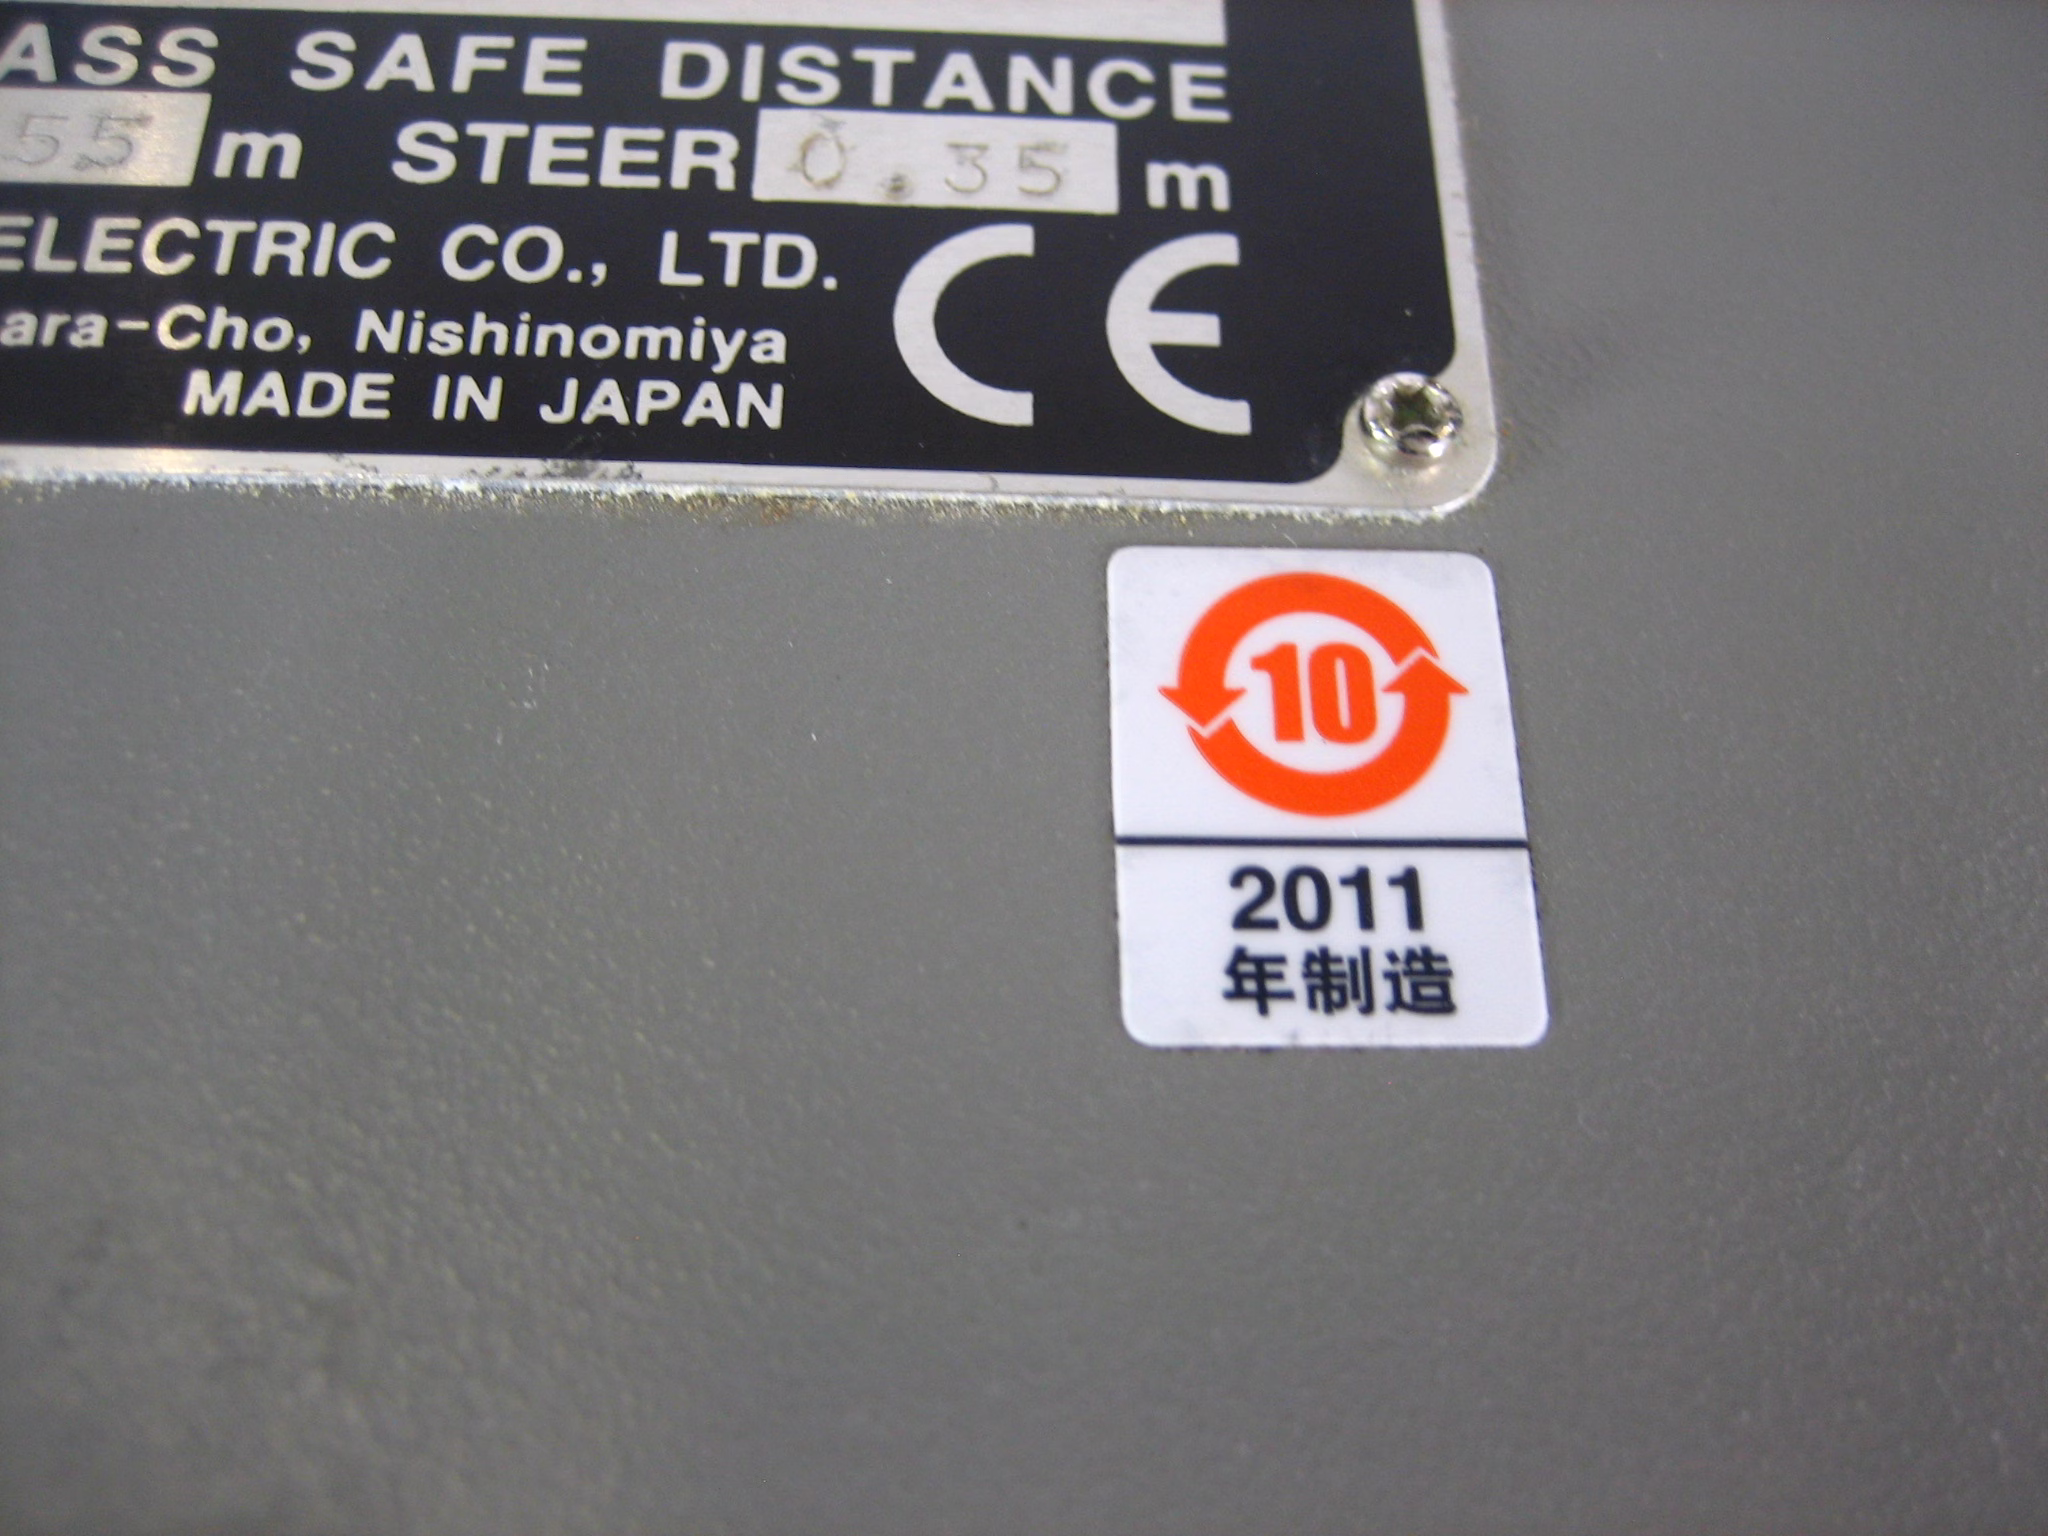 ASS SAFE DISTANCE
55 m STEER 0.35 m
ELECTRIC CO., LTD.
ara-Cho, Nishinomiya
MADE IN JAPAN
CE
10
2011
年制造